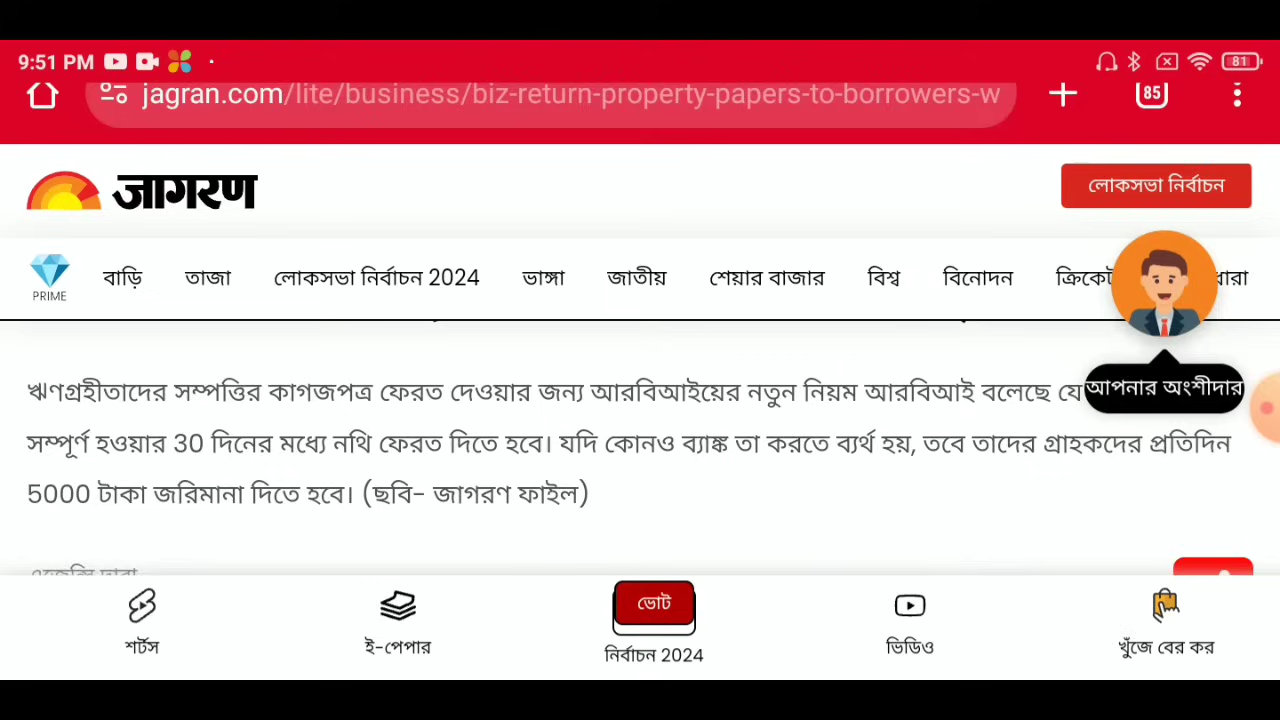 9:51 PM
81
jagran.com/lite/business/biz-return-property-papers-to-borrowers-w
85
जागरण
লোকসভা নির্বাচন
PRIME
বাড়ি তাজা লোকসভা নির্বাচন 2024 ভাঙ্গা জাতীয় শেয়ার বাজার বিশ্ব বিনোদন ক্রিকেট
ঋণগ্রহীতাদের সম্পত্তির কাগজপত্র ফেরত দেওয়ার জন্য আরবিআইয়ের নতুন নিয়ম আরবিআই বলেছে যে
আপনার অংশীদার
সম্পূর্ণ হওয়ার 30 দিনের মধ্যে নথি ফেরত দিতে হবে। যদি কোনও ব্যাঙ্ক তা করতে ব্যর্থ হয়, তবে তাদের গ্রাহকদের প্রতিদিন
5000 টাকা জরিমানা দিতে হবে। (ছবি- জাগরণ ফাইল)
শর্টস
ই-পেপার
ভোট
নির্বাচন 2024
ভিডিও
খুঁজে বের কর